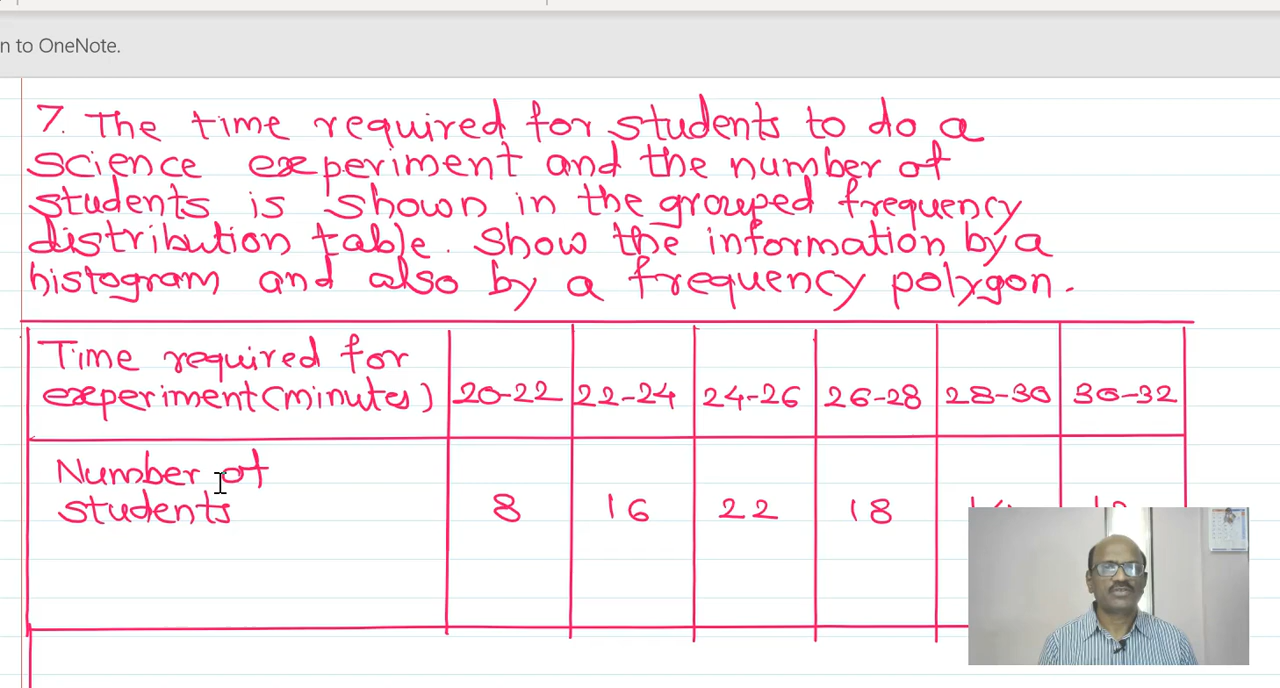 n to OneNote.
7. The time required for students to do a
science experiment and the number of
students is shown in the grouped frequency
distribution table. Show the information by a
histogram and also by a frequency polygon.
Time required for
experiment (minutes) 20-22 22-24 24-26 26-28 28-30 30-32
Number of
students 8 16 22 18